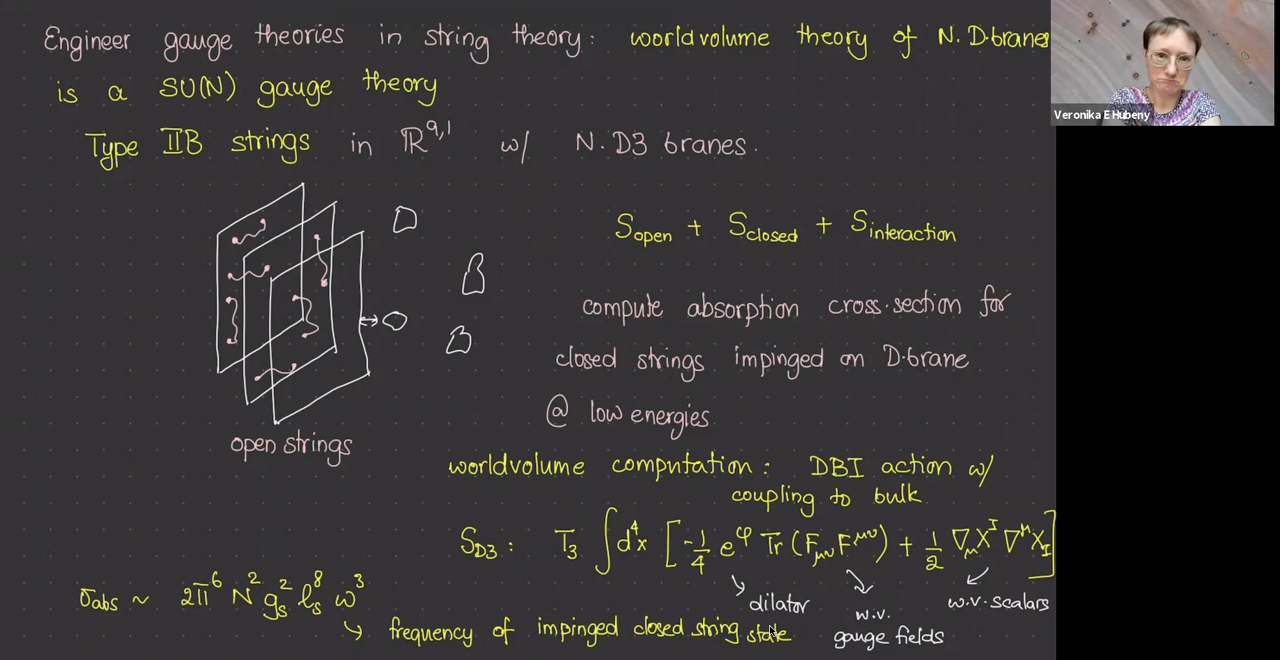 Engineer gauge theories in string theory: worldvolume theory of N. D-branes
is a SU(N) gauge theory
Type IIB strings in ℝ^{9,1} w/ N. D3 branes.
Veronika E Hubeny
S_open + S_closed + S_interaction
compute absorption cross-section for
closed strings impinged on D-brane
@ low energies
open strings
worldvolume computation: DBI action w/
coupling to bulk
S_D3 : T_3 ∫d^4x [-1/4 e^φ Tr (F_μν F^μν) + 1/2 ∇_μ X^I ∇^μ X_I]
dilator
w.v.
gauge fields
w.v. scalars
σ_abs ~ 2π^6 N^2 g_s^2 l_s^8 ω^3
↳ frequency of impinged closed string state